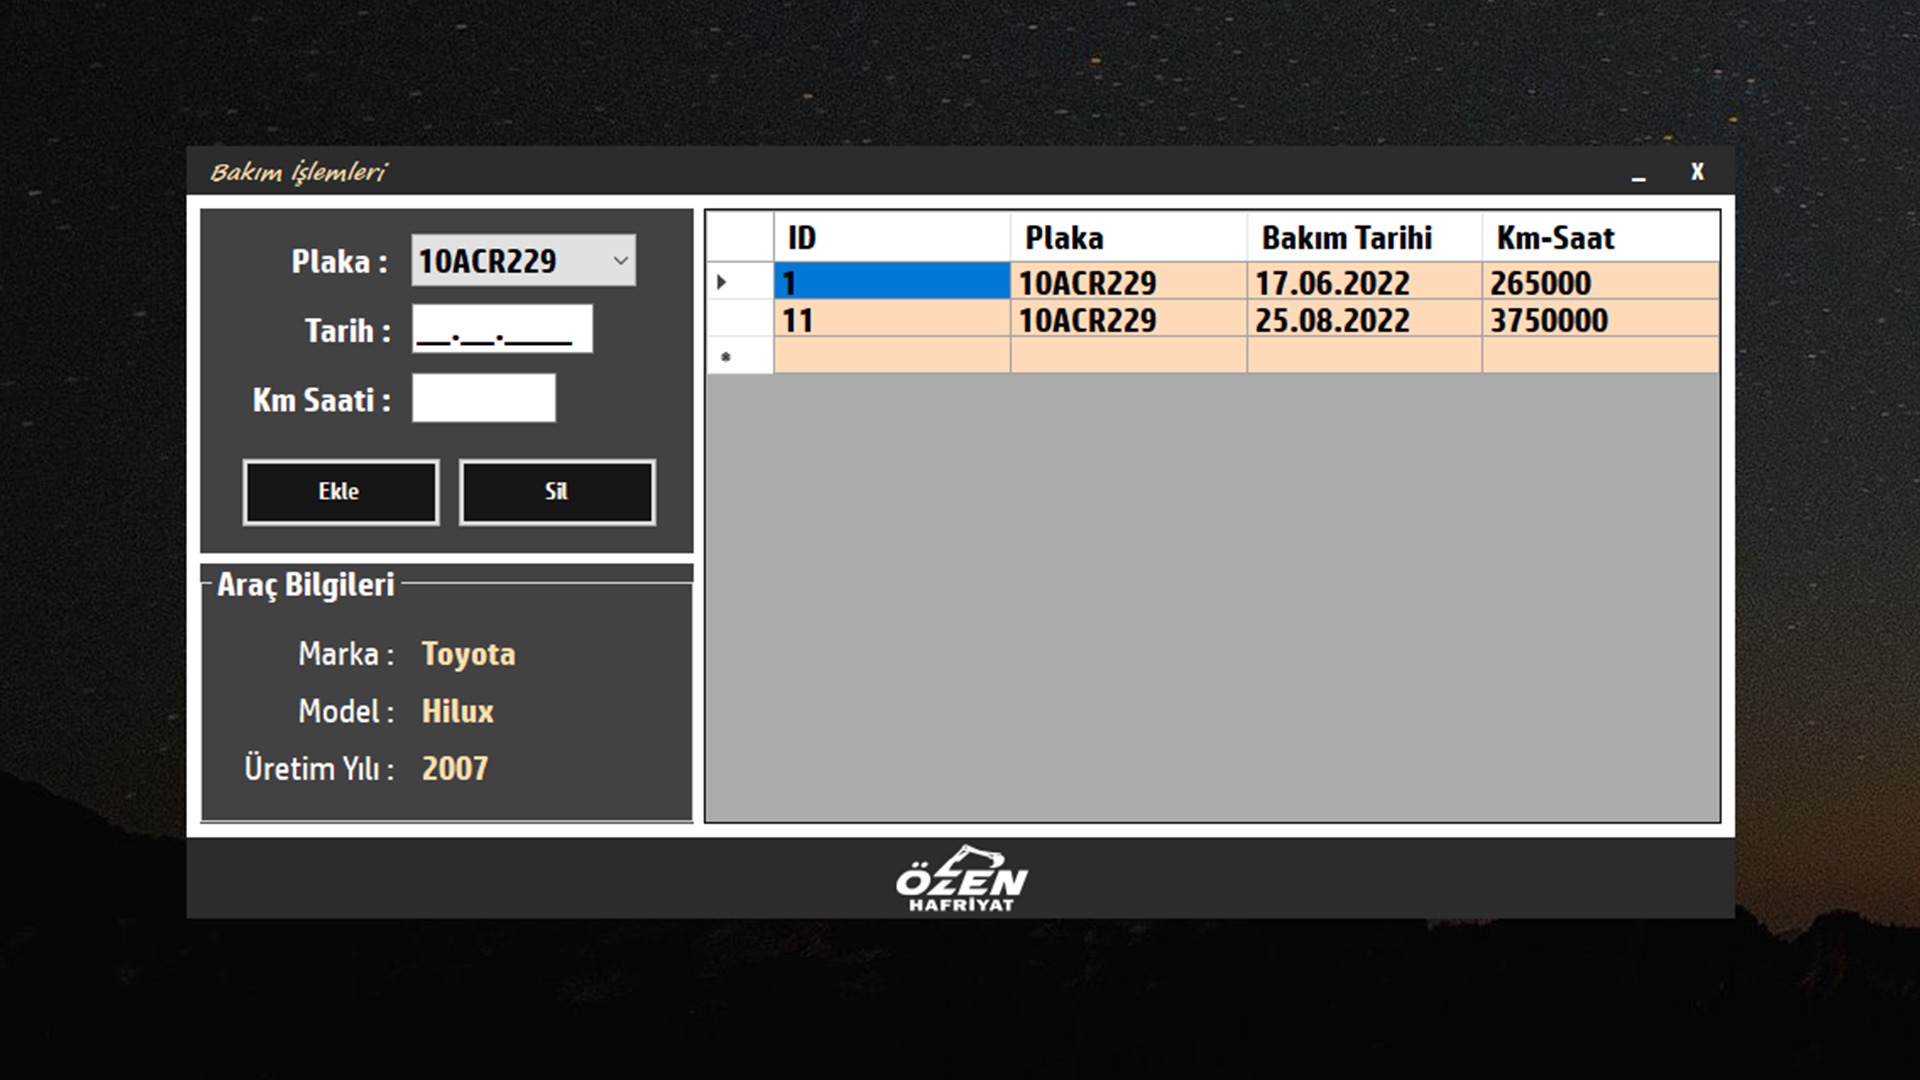 Bakım İşlemleri
_ X
Plaka : 10ACR229
Tarih : __.__.____
Km Saati :
Ekle Sil
Araç Bilgileri
Marka : Toyota
Model : Hilux
Üretim Yılı : 2007
ID Plaka Bakım Tarihi Km-Saat
1 10ACR229 17.06.2022 265000
11 10ACR229 25.08.2022 3750000
ÖZEN
HAFRİYAT